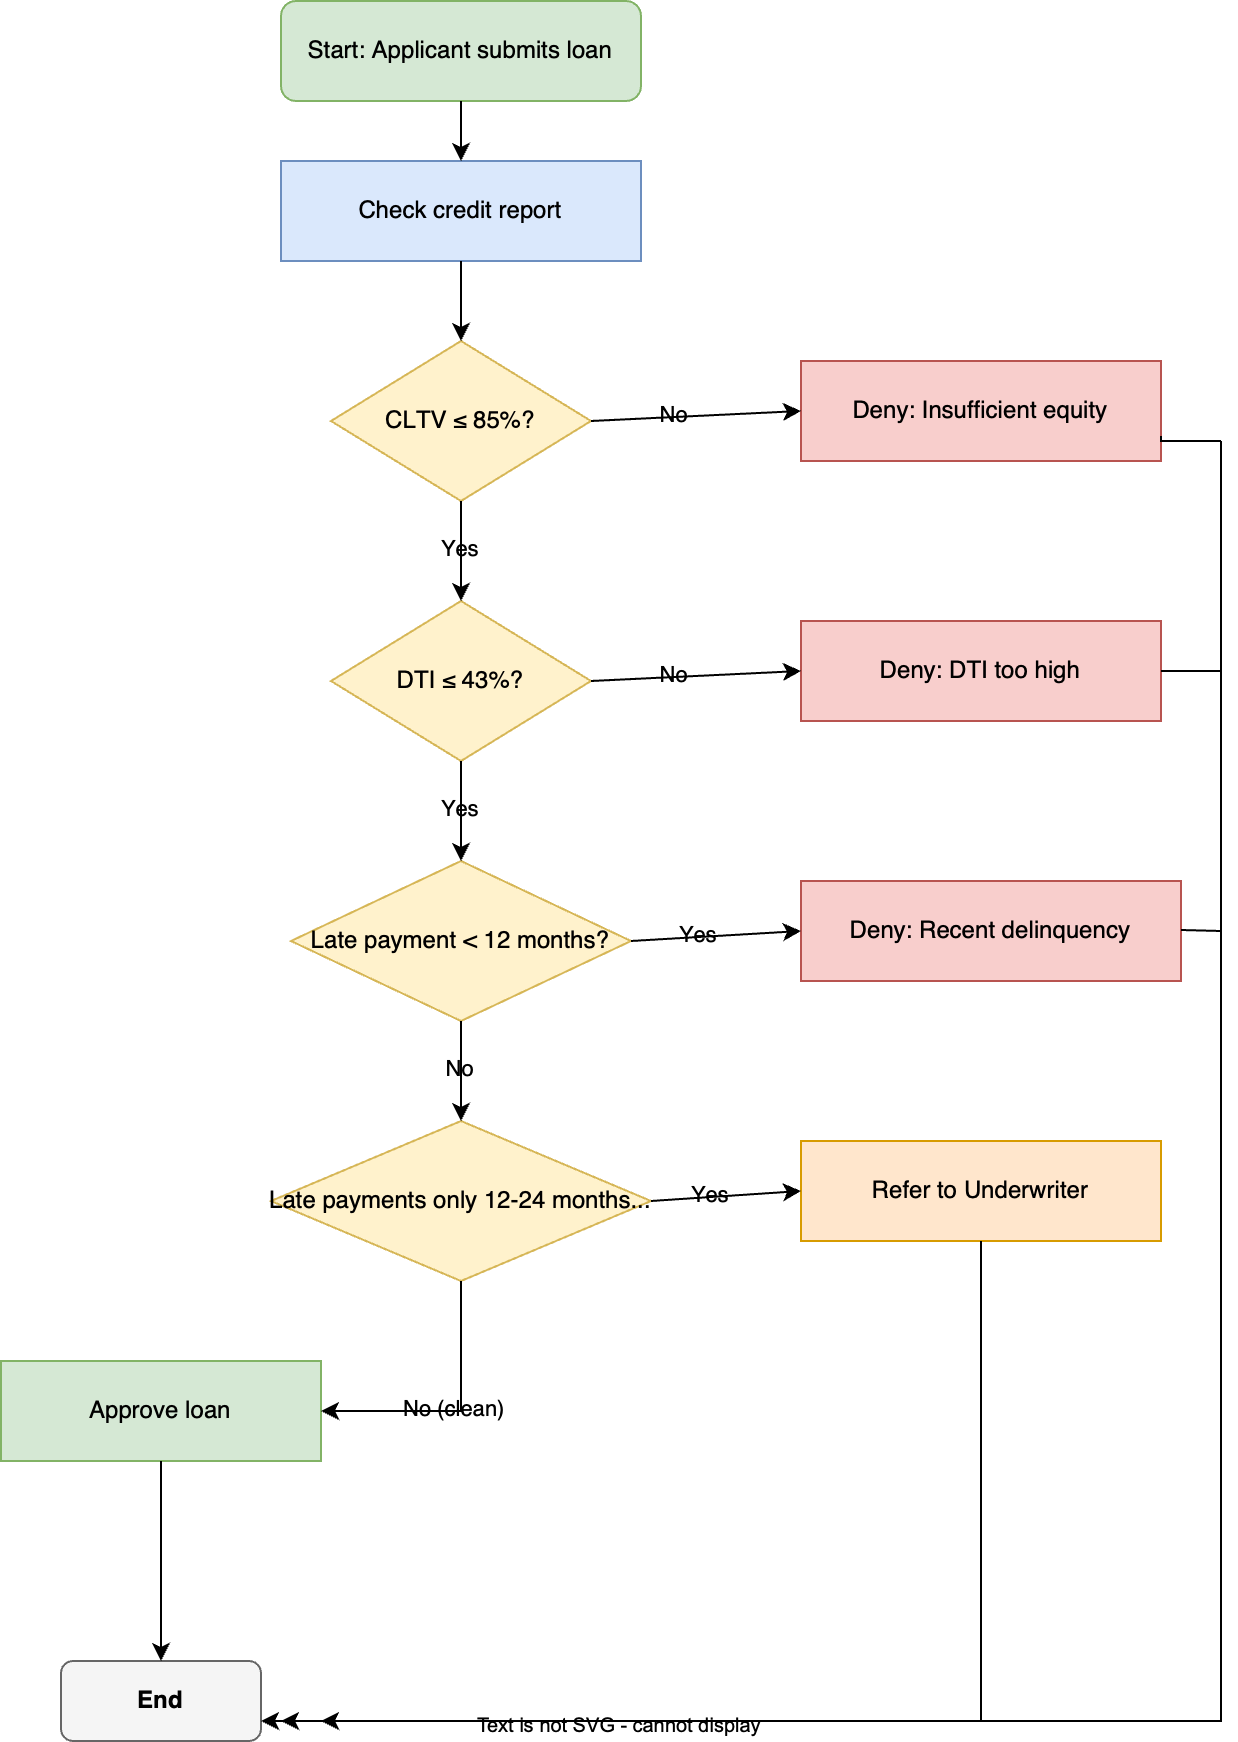 Start: Applicant submits loan
Check credit report
CLTV ≤ 85%?
No
Deny: Insufficient equity
Yes
DTI ≤ 43%?
No
Deny: DTI too high
Yes
Late payment < 12 months?
Yes
Deny: Recent delinquency
No
Late payments only 12-24 months...
Yes
Refer to Underwriter
No (clean)
Approve loan
End
Text is not SVG - cannot display